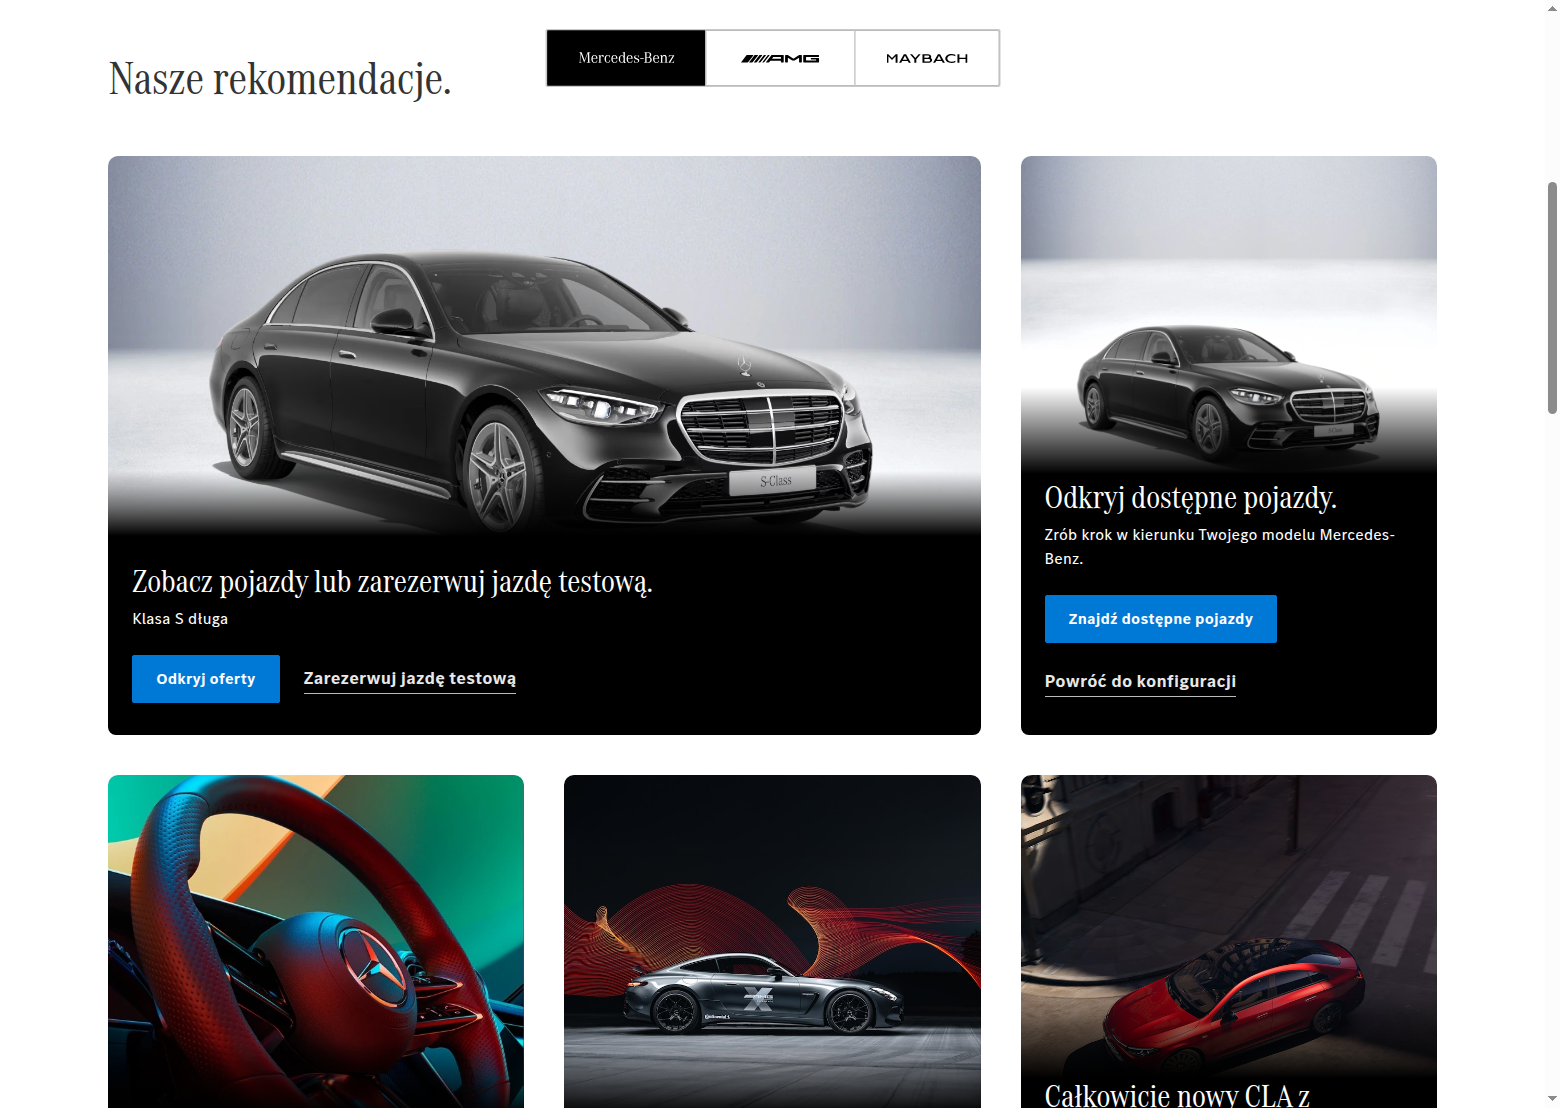 Nasze rekomendacje.
Mercedes-Benz
AMG
MAYBACH
S-Class
Zobacz pojazdy lub zarezerwuj jazdę testową.
Klasa S długa
Odkryj oferty
Zarezerwuj jazdę testową
S-Class
Odkryj dostępne pojazdy.
Zrób krok w kierunku Twojego modelu Mercedes-
Benz.
Znajdź dostępne pojazdy
Powróć do konfiguracji
AMG
X
Całkowicie nowy CLA z